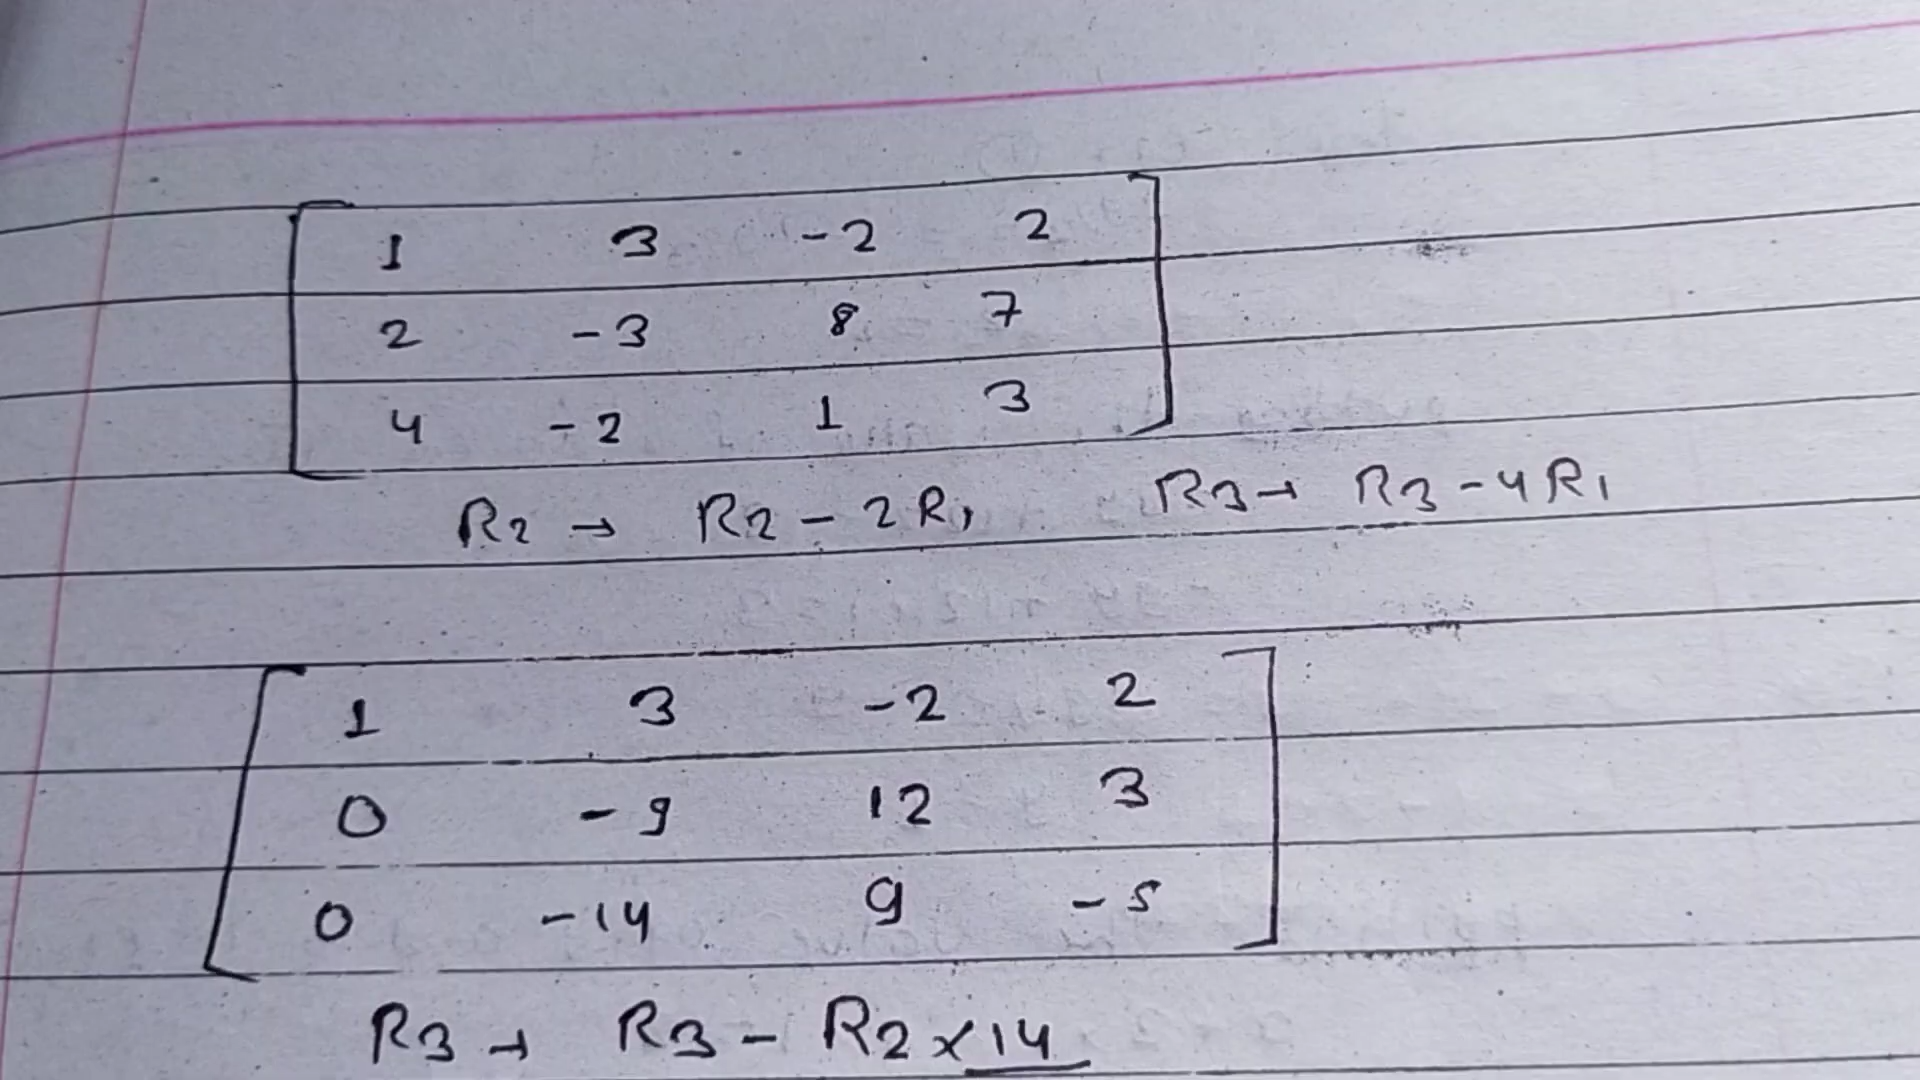 1 3 -2 2
2 -3 8 7
4 -2 1 3
R2 → R2 - 2R1 R3 → R3 - 4R1
1 3 -2 2
0 -9 12 3
0 -14 9 -5
R3 → R3 - R2 × 14